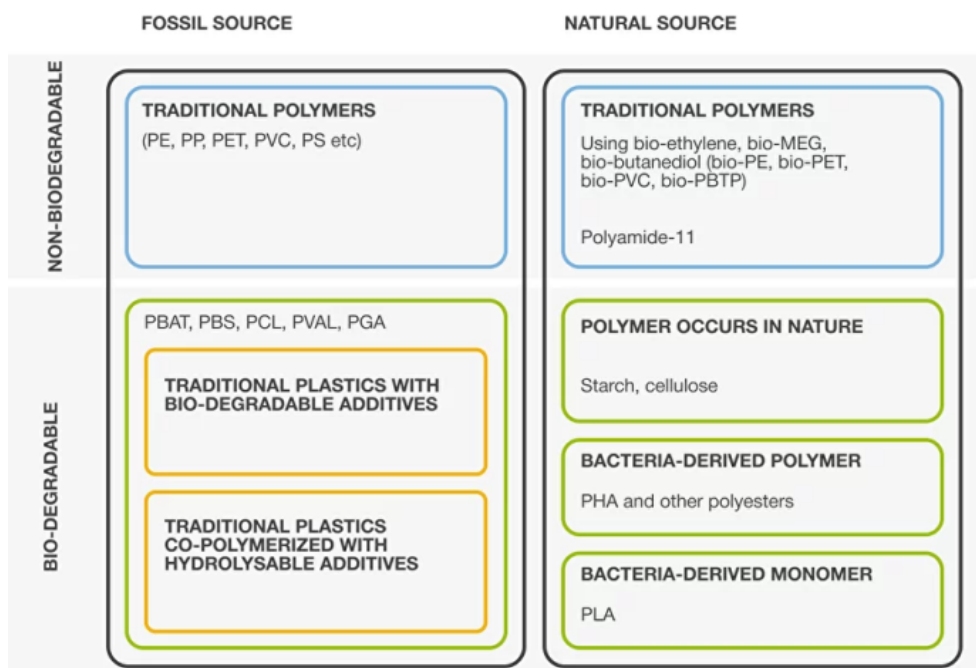 FOSSIL SOURCE
NATURAL SOURCE
NON-BIODEGRADABLE
TRADITIONAL POLYMERS
(PE, PP, PET, PVC, PS etc)
TRADITIONAL POLYMERS
Using bio-ethylene, bio-MEG,
bio-butanediol (bio-PE, bio-PET,
bio-PVC, bio-PBTP)
Polyamide-11
BIO-DEGRADABLE
PBAT, PBS, PCL, PVAL, PGA
TRADITIONAL PLASTICS WITH
BIO-DEGRADABLE ADDITIVES
TRADITIONAL PLASTICS
CO-POLYMERIZED WITH
HYDROLYSABLE ADDITIVES
POLYMER OCCURS IN NATURE
Starch, cellulose
BACTERIA-DERIVED POLYMER
PHA and other polyesters
BACTERIA-DERIVED MONOMER
PLA